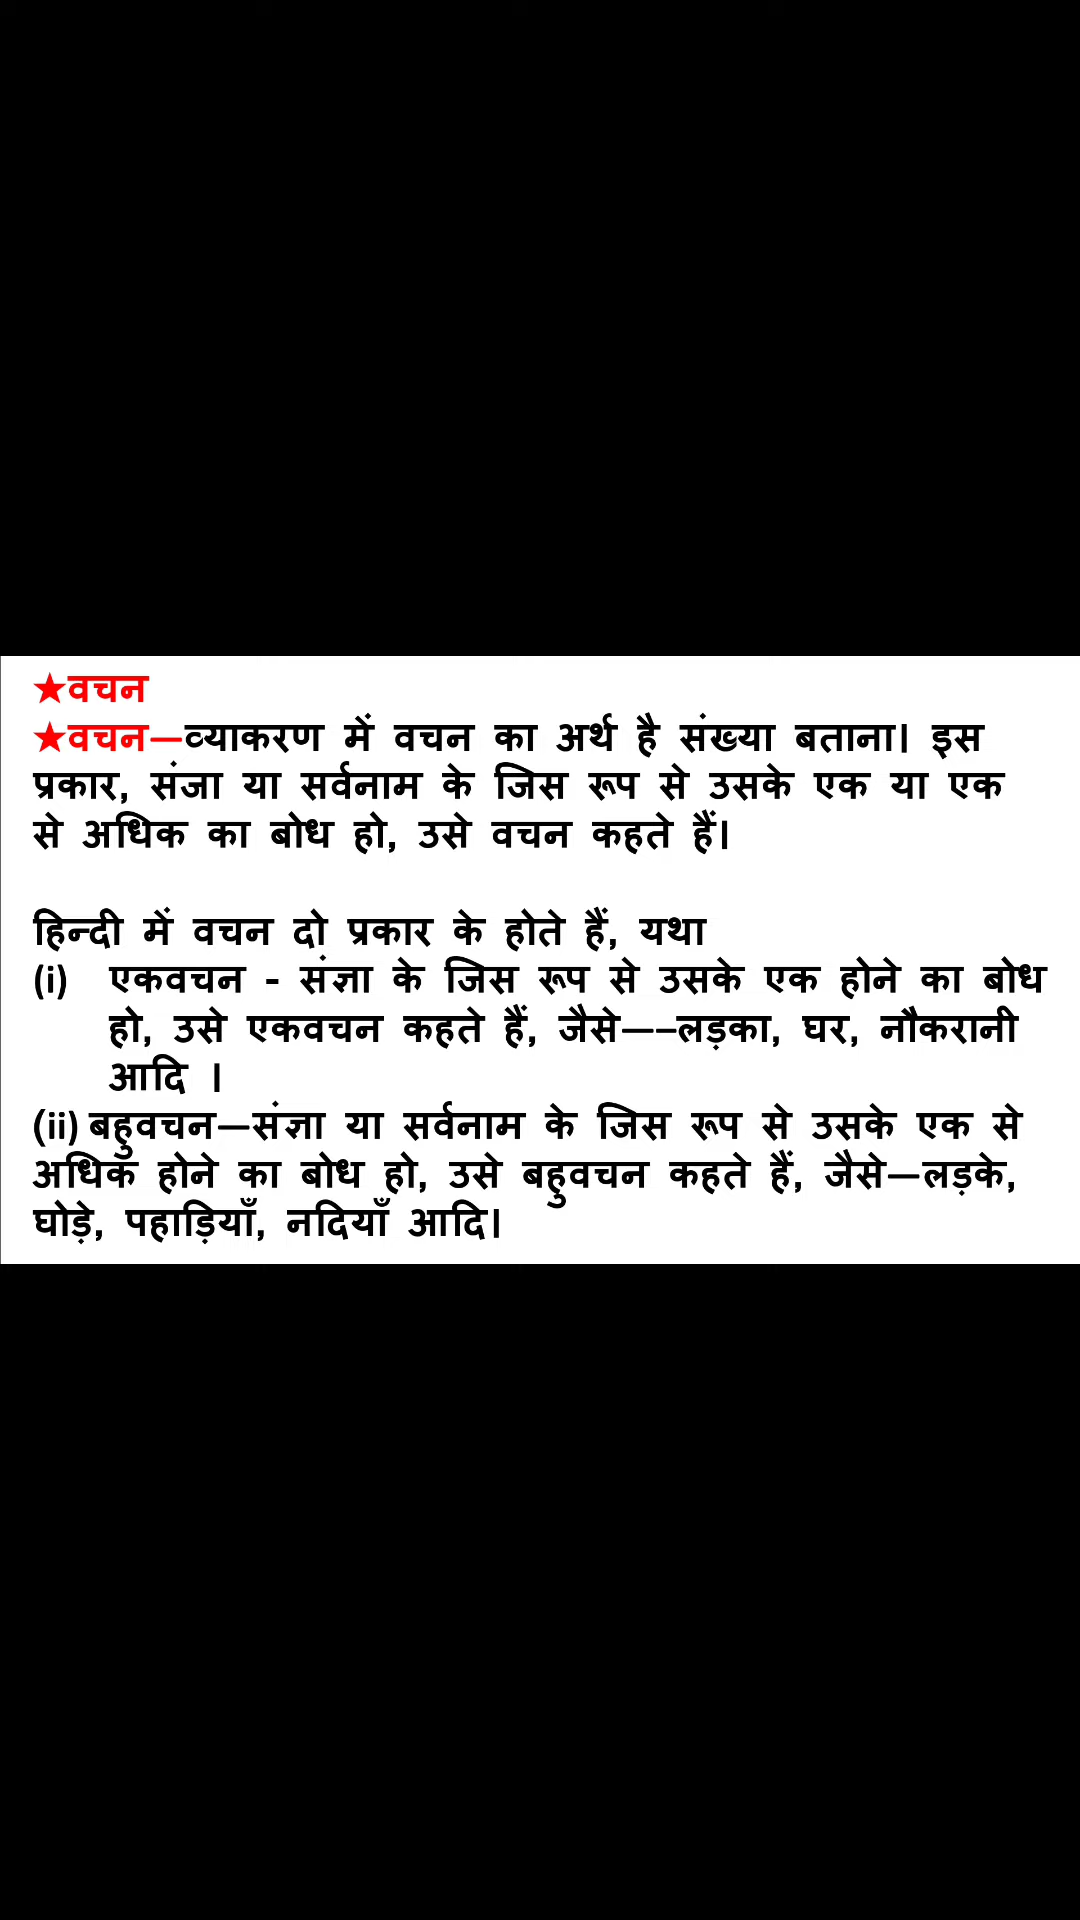 ★वचन
★वचन—व्याकरण में वचन का अर्थ है संख्या बताना। इस
प्रकार, संजा या सर्वनाम के जिस रूप से उसके एक या एक
से अधिक का बोध हो, उसे वचन कहते हैं।
हिन्दी में वचन दो प्रकार के होते हैं, यथा
(i) एकवचन - संज्ञा के जिस रूप से उसके एक होने का बोध
हो, उसे एकवचन कहते हैं, जैसे—–लड़का, घर, नौकरानी
आदि ।
(ii) बहुवचन—संज्ञा या सर्वनाम के जिस रूप से उसके एक से
अधिक होने का बोध हो, उसे बहुवचन कहते हैं, जैसे—लड़के,
घोड़े, पहाड़ियाँ, नदियाँ आदि।